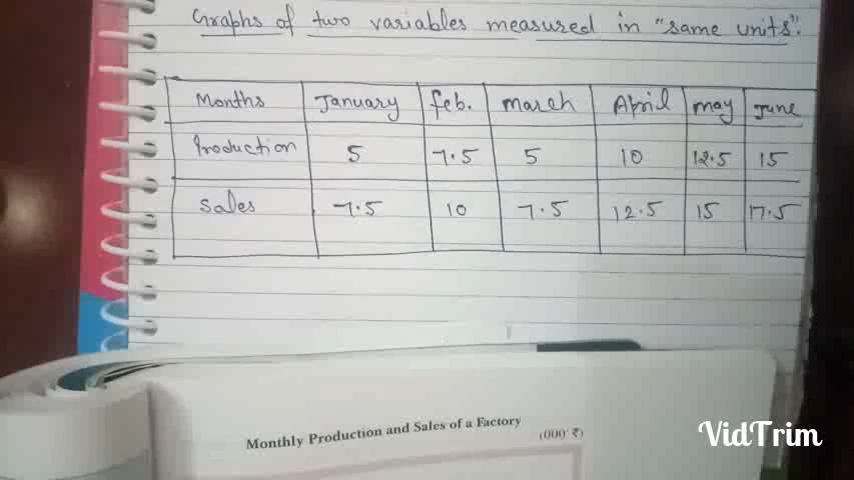 Graphs of two variables measured in "same units".
Months January feb. march April may June
Production 5 7.5 5 10 12.5 15
Sales 7.5 10 7.5 12.5 15 17.5
Monthly Production and Sales of a Factory
(000,₹)
VidTrim